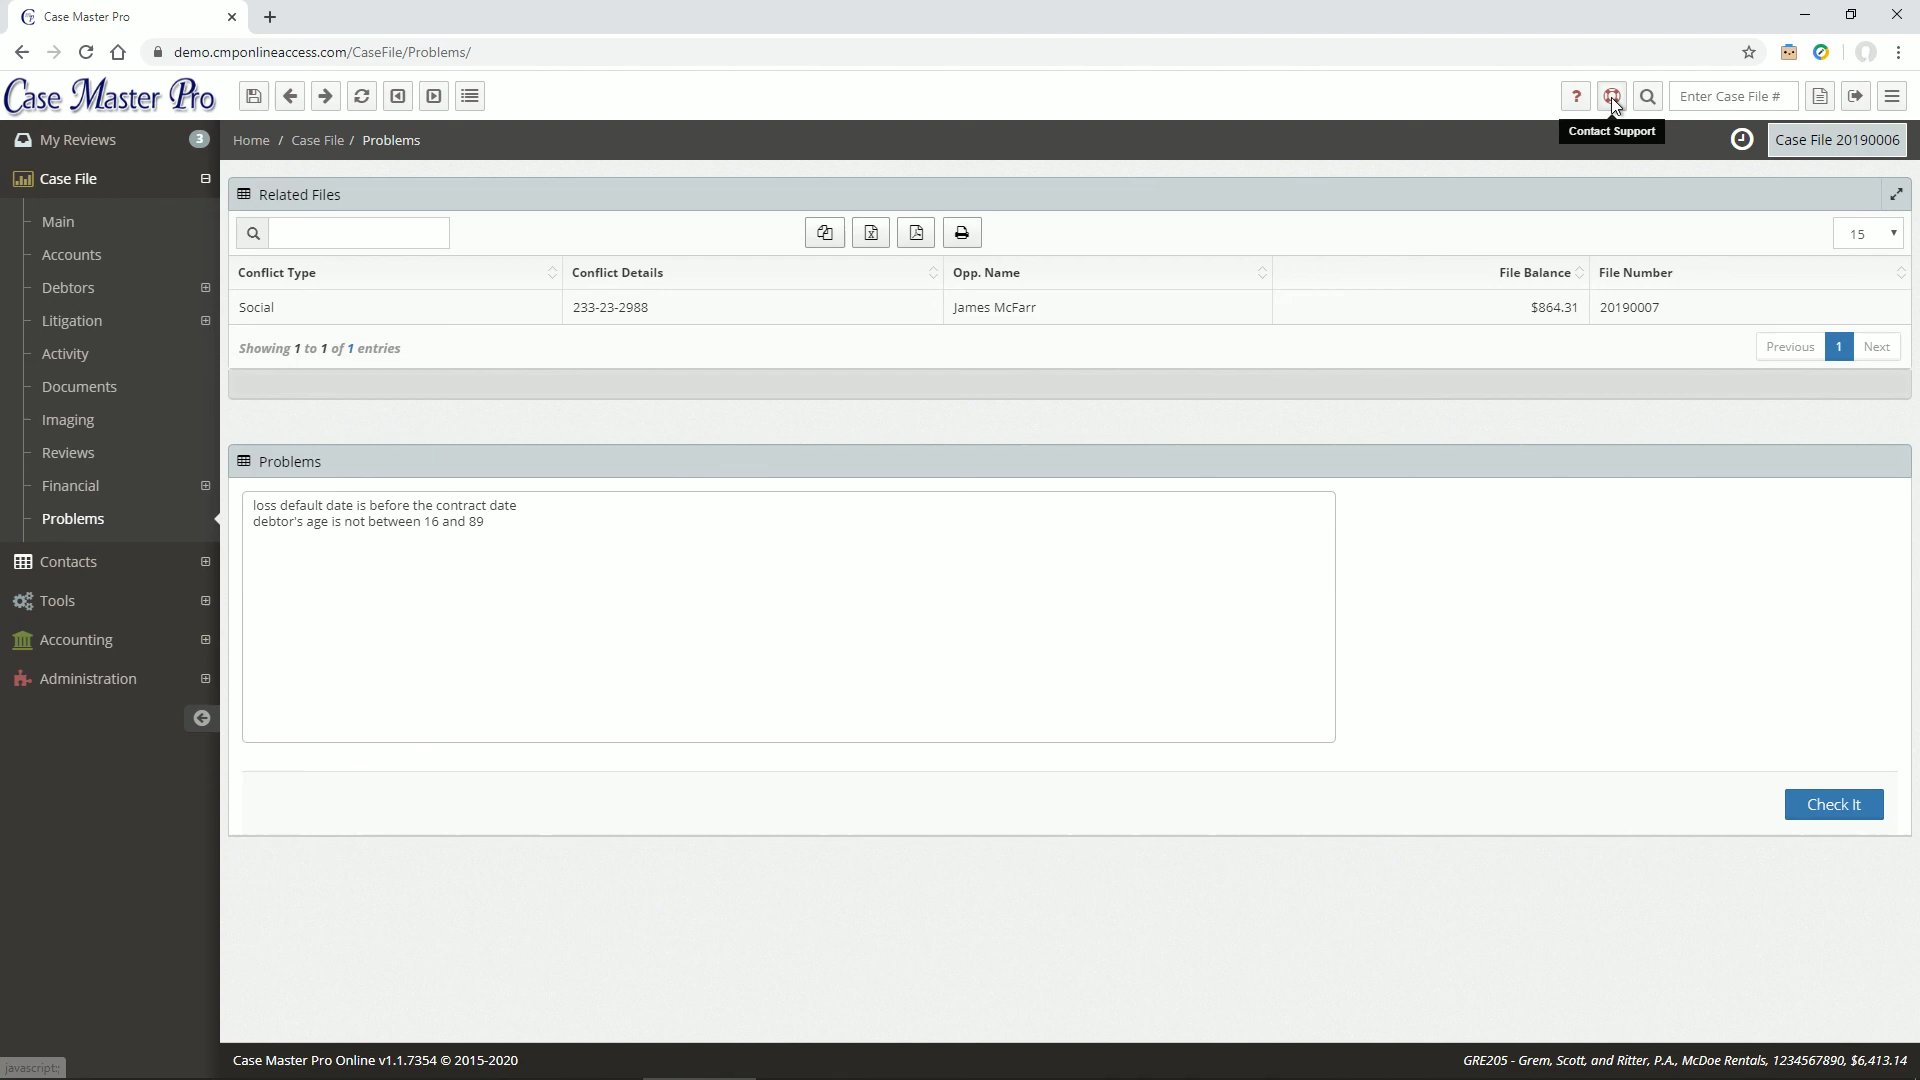 Case Master Pro
demo.cmponlineaccess.com/CaseFile/Problems/
Case Master Pro
?
Enter Case File #
Contact Support
My Reviews 3
Home / Case File / Problems
Case File 20190006
Case File
Main
Accounts
Debtors
Litigation
Activity
Documents
Imaging
Reviews
Financial
Problems
Contacts
Tools
Accounting
Administration
Related Files
15
Conflict Type Conflict Details Opp. Name File Balance File Number
Social 233-23-2988 James McFarr $864.31 20190007
Showing 1 to 1 of 1 entries
Previous 1 Next
Problems
loss default date is before the contract date
debtor's age is not between 16 and 89
Check It
javascript:;
Case Master Pro Online v1.1.7354 © 2015-2020
GRE205 - Grem, Scott, and Ritter, P.A., McDoe Rentals, 1234567890, $6,413.14